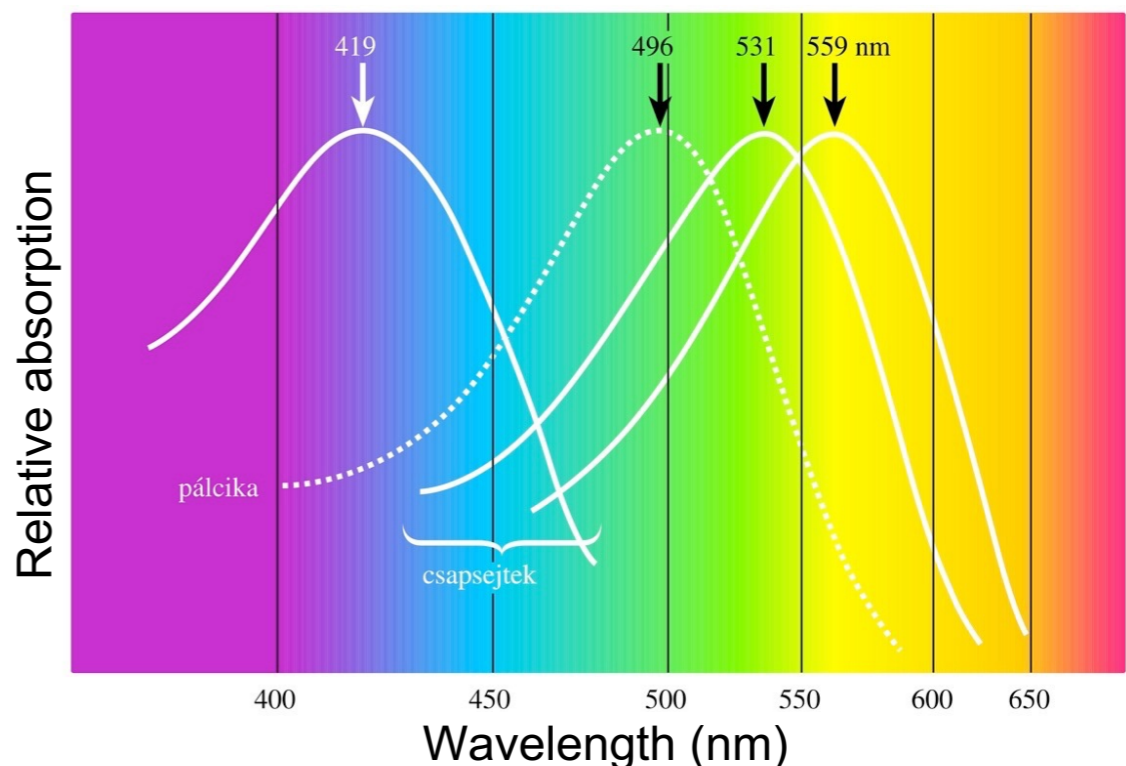 419 496 531 559 nm
Relative absorption
pálcika
csapsejtek
400 450 500 550 600 650
Wavelength (nm)